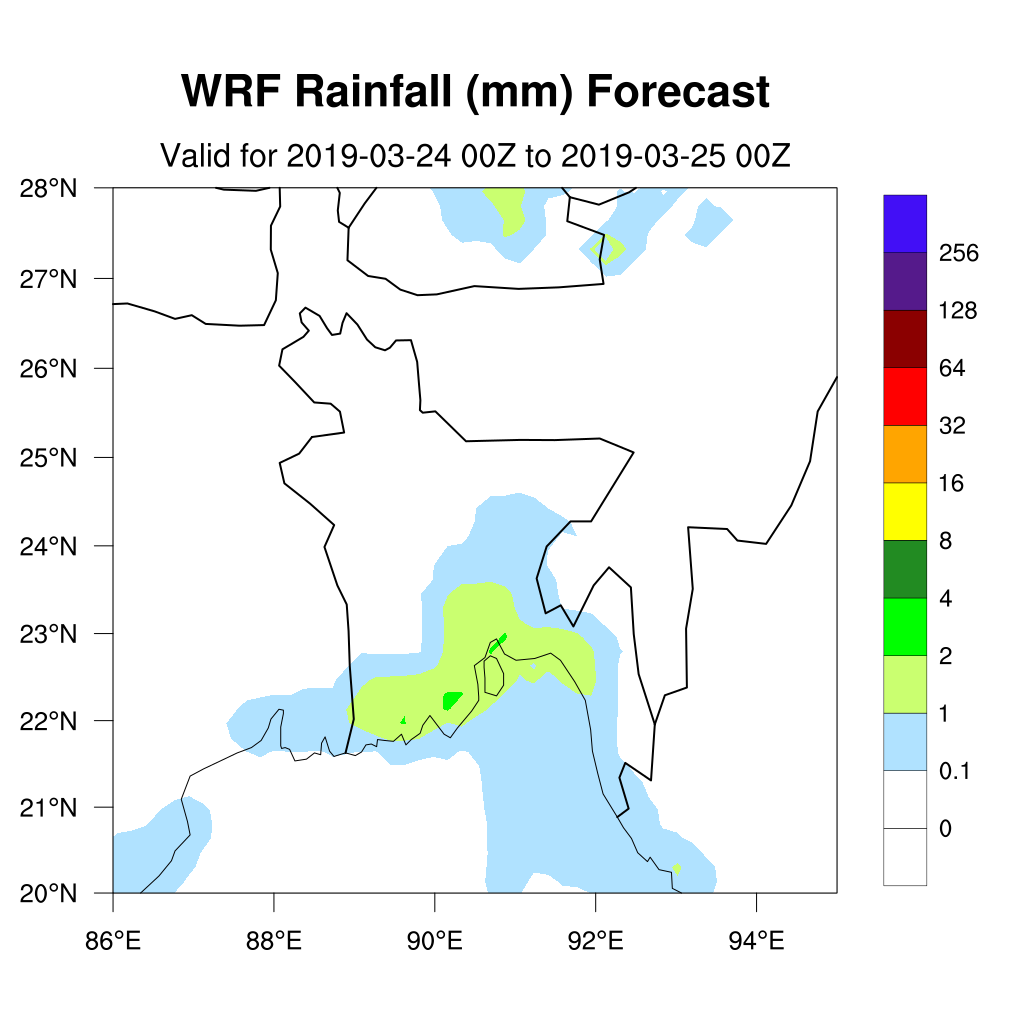 WRF Rainfall (mm) Forecast
Valid for 2019-03-24 00Z to 2019-03-25 00Z
28°N
27°N
26°N
25°N
24°N
23°N
22°N
21°N
20°N
86°E 88°E 90°E 92°E 94°E
256
128
64
32
16
8
4
2
1
0.1
0